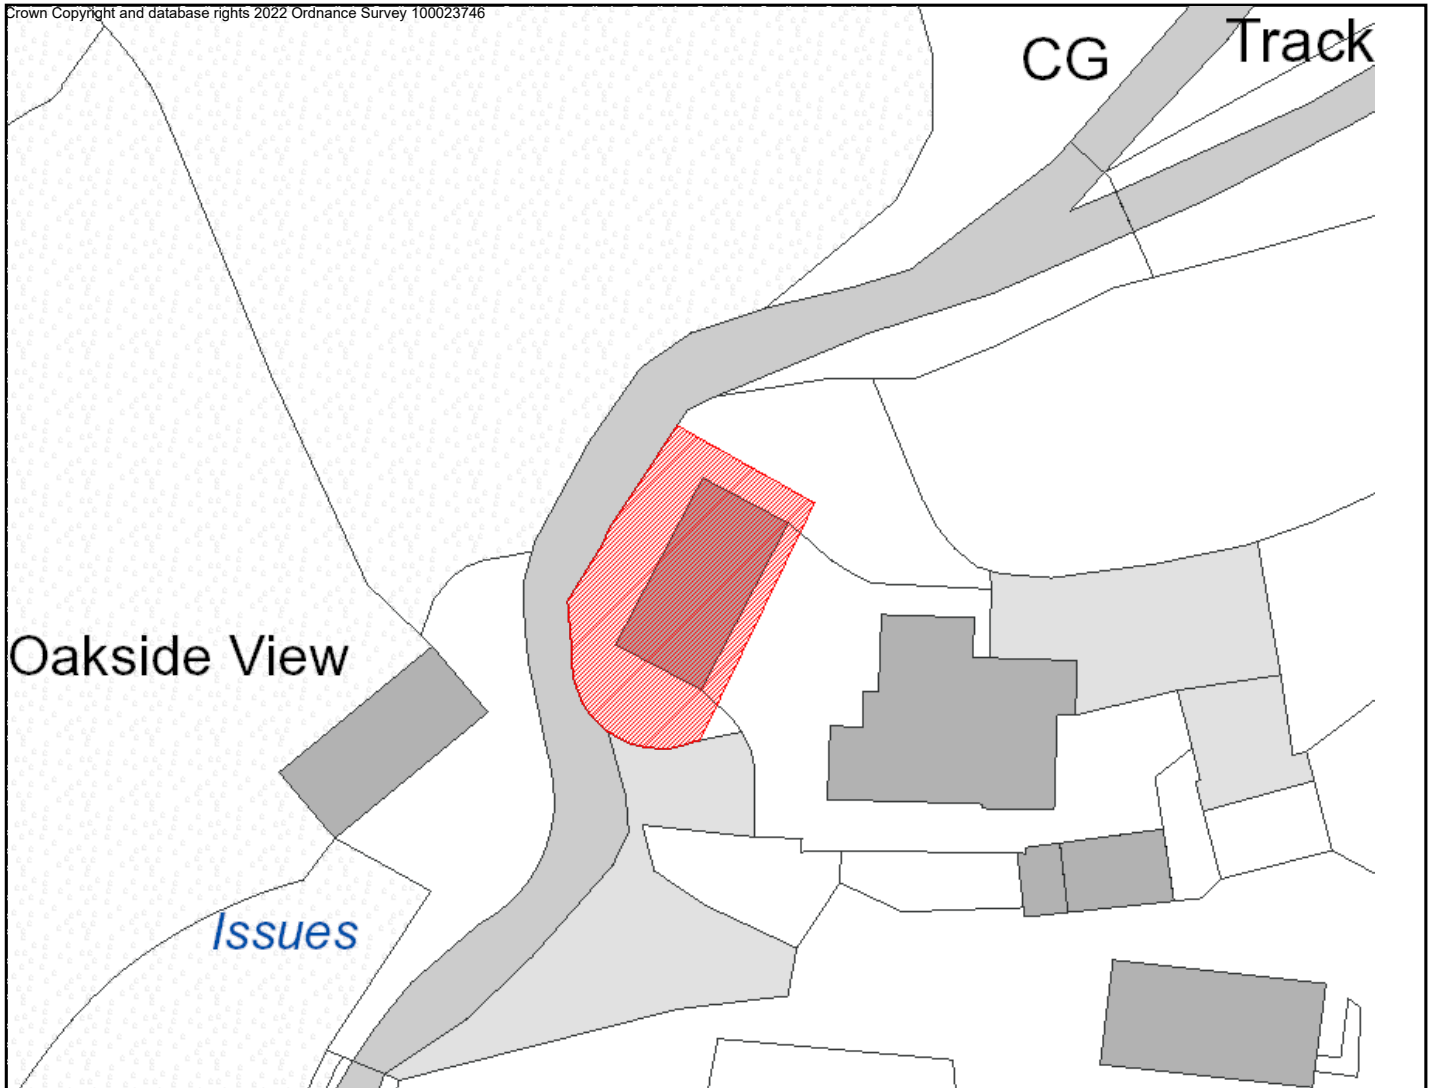 Crown Copyright and database rights 2022 Ordnance Survey 100023746
CG
Track
Oakside View
Issues